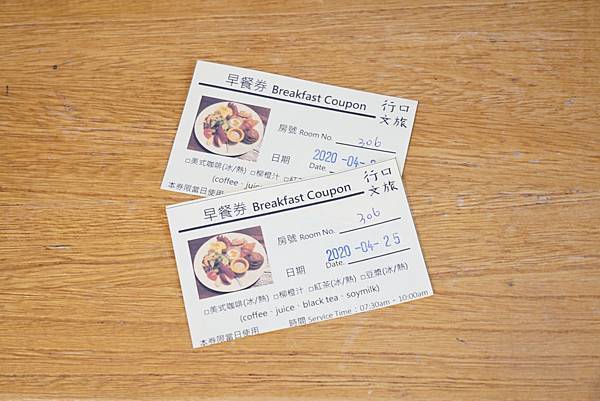 早餐券 Breakfast Coupon
行口
文旅
房號 Room No. 306
日期 Date. 2020-04-2
□美式咖啡(冰/熱) □柳橙汁 □紅
(coffee、juice
本券限當日使用
早餐券 Breakfast Coupon
行口
文旅
房號 Room No. 306
日期 Date. 2020-04-25
□美式咖啡(冰/熱) □柳橙汁 □紅茶(冰/熱) □豆漿(冰/熱)
(coffee、juice、black tea、soymilk)
本券限當日使用 時間 Service Time：07:30am~10:00am